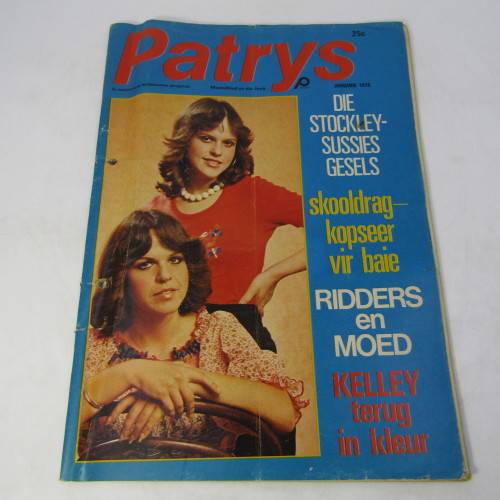 Patrys
25c
DIE
STOCKLEY-
SUSSIES
GESELS
skooldrag—
kopseer
vir baie
RIDDERS
en
MOED
KELLEY
terug
in kleur